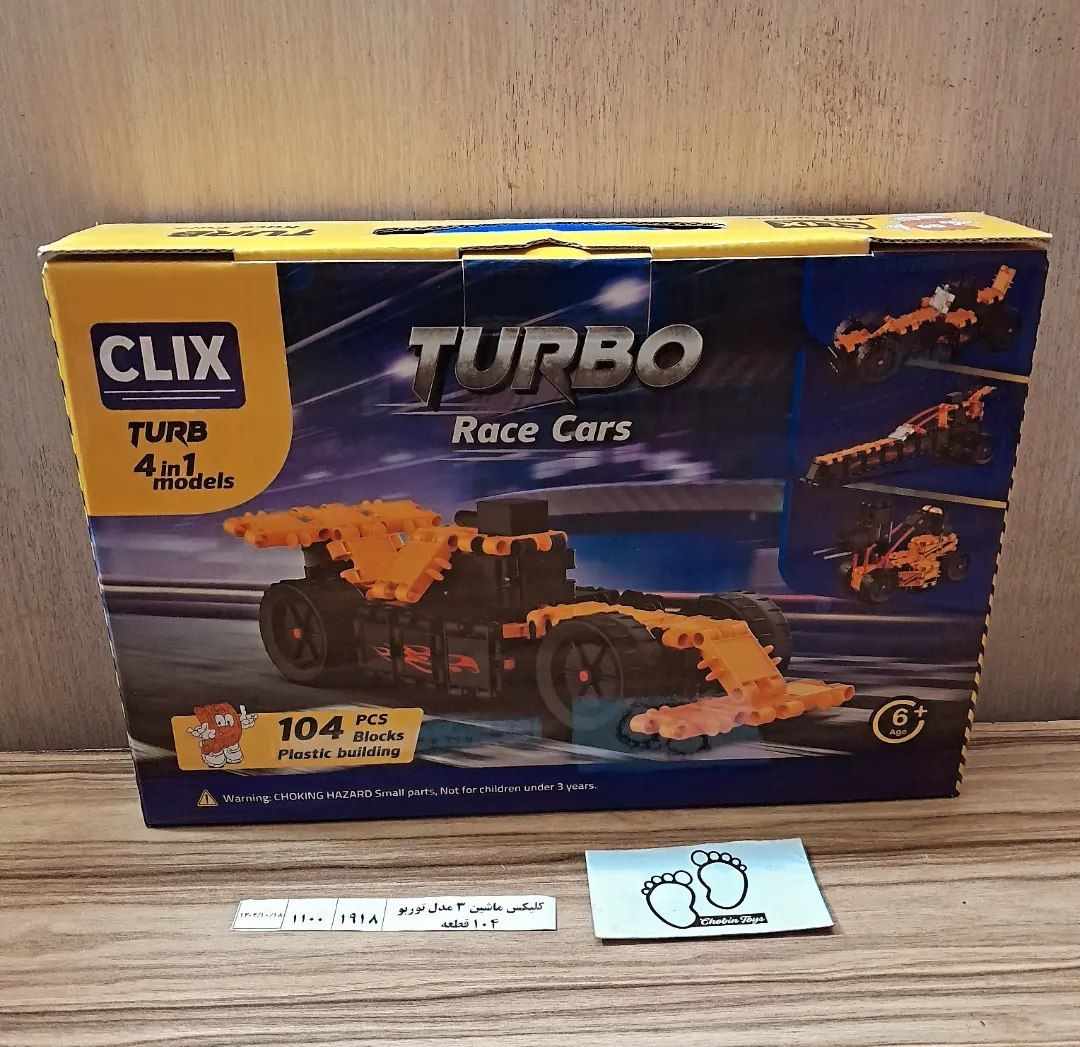 TURB
CLIX
CLIX
TURB
4 in 1
models
TURBO
Race Cars
104 PCS
Blocks
Plastic building
6+
Age
Warning: CHOKING HAZARD Small parts, Not for children under 3 years.
کلیکس ماشین ۳ مدل توربو
۱۰۴ قطعه
۱۹۱۸
۱۱۰۰
Chobin Toys